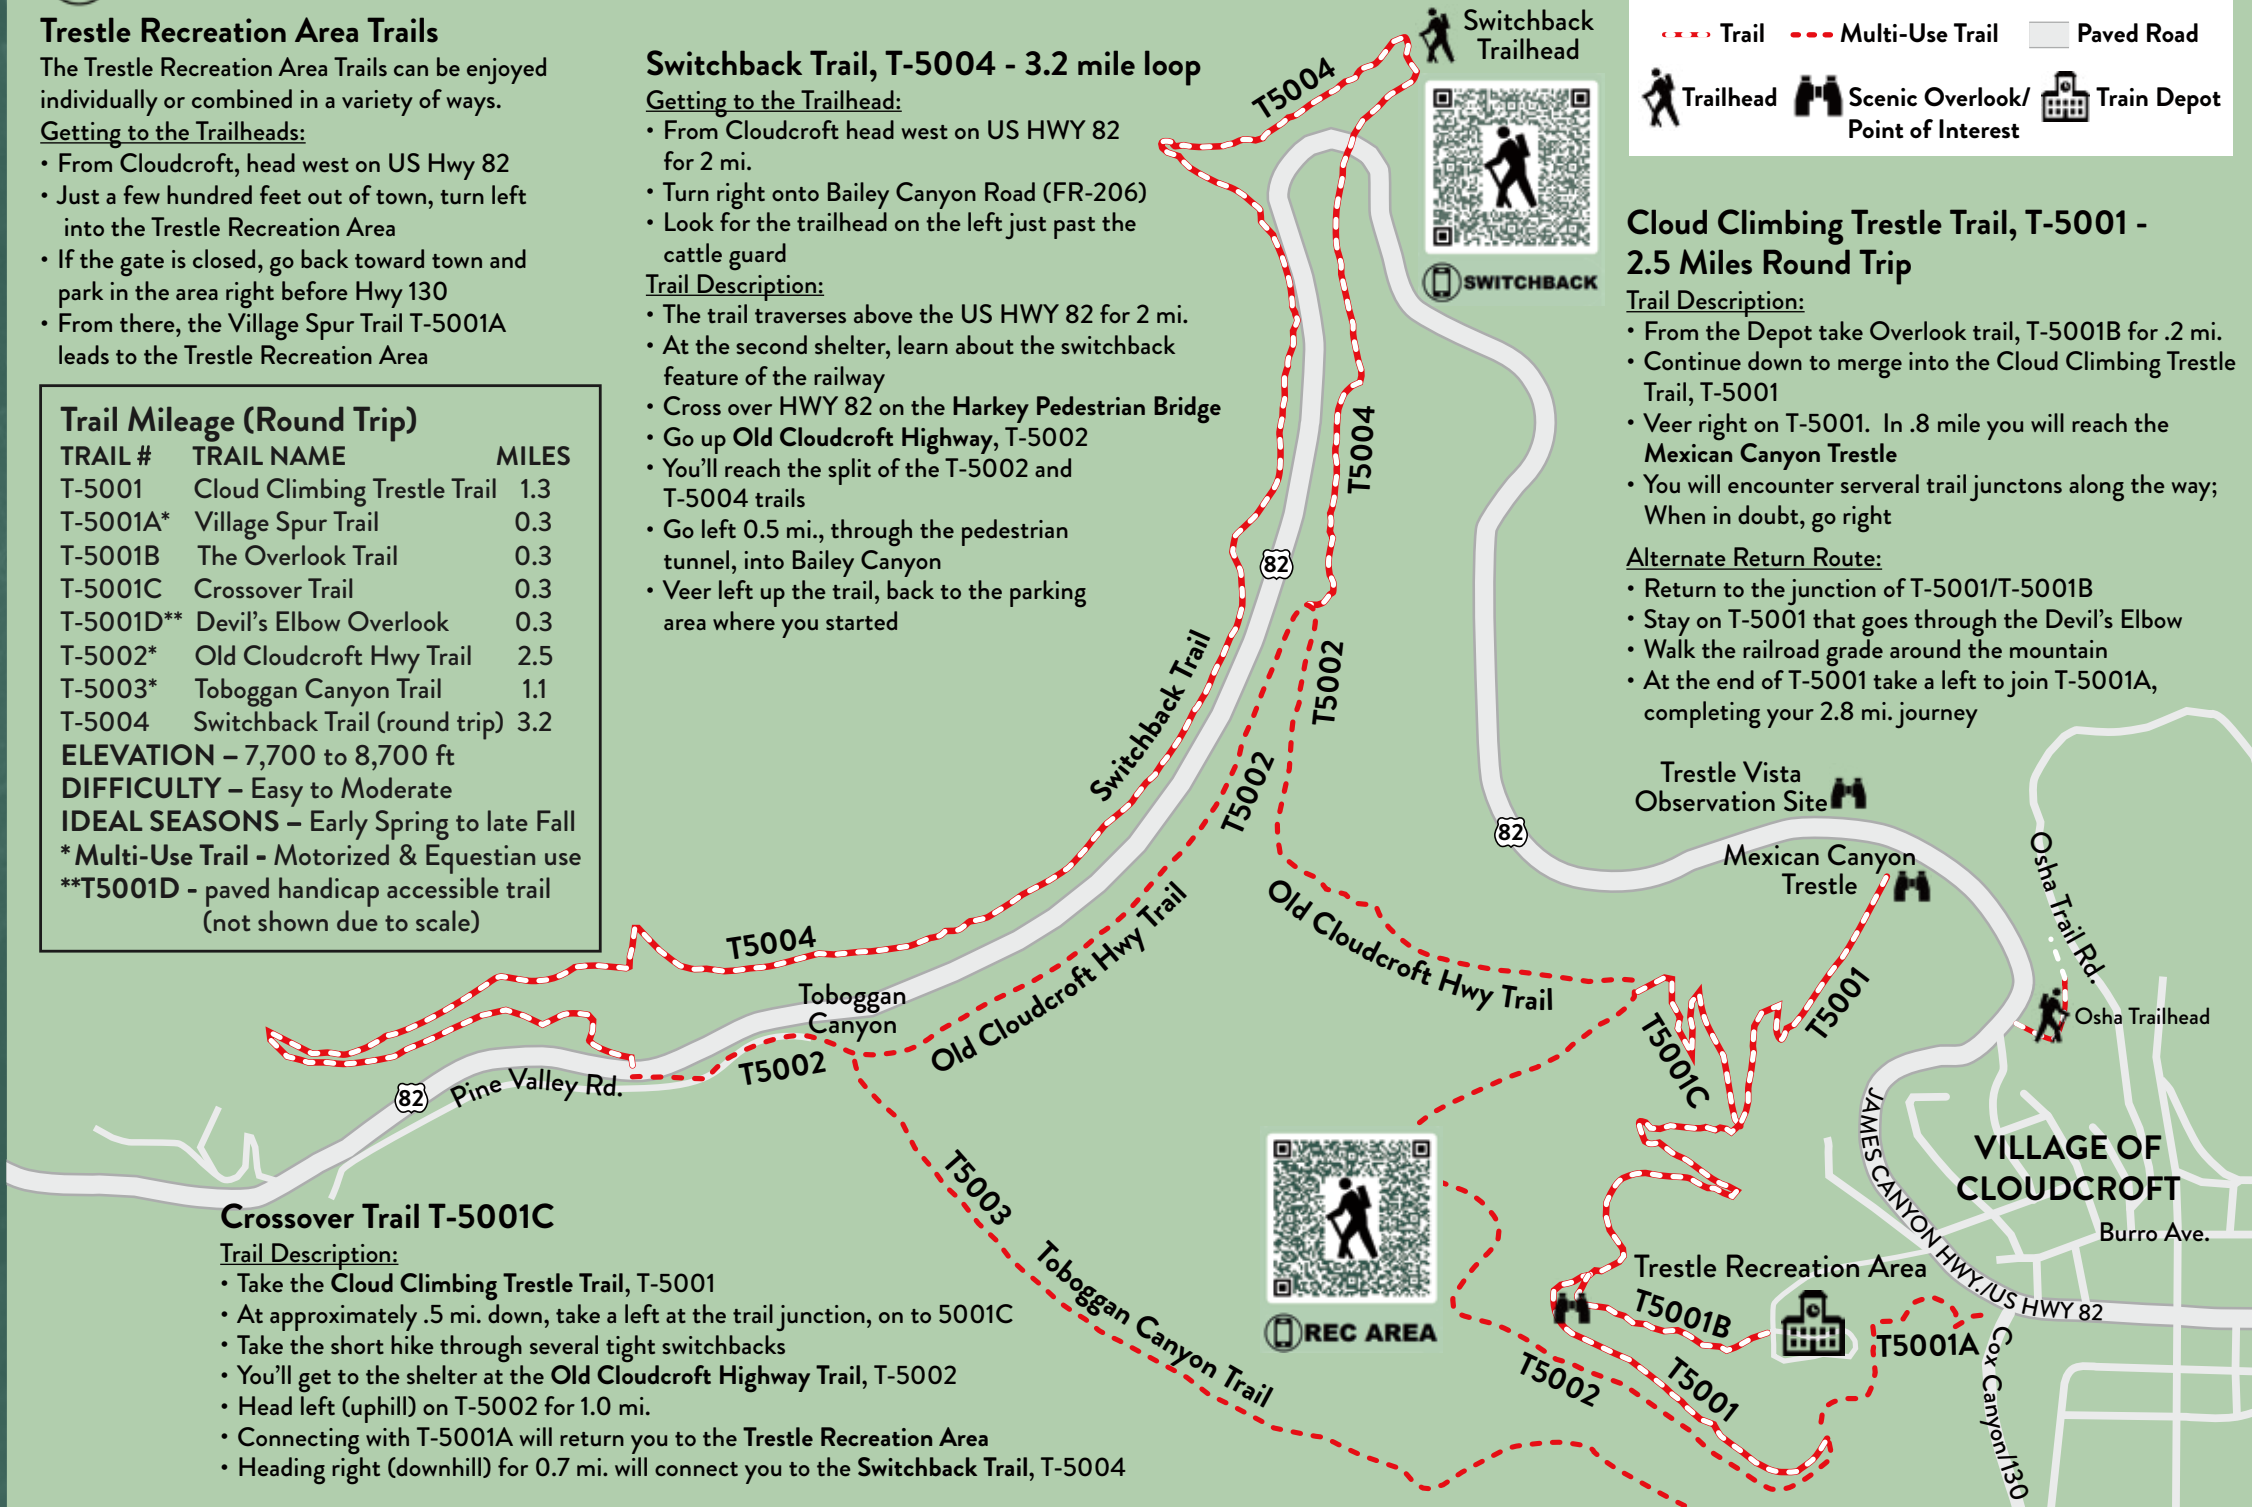 Trestle Recreation Area Trails
The Trestle Recreation Area Trails can be enjoyed
individually or combined in a variety of ways.
Getting to the Trailheads:
• From Cloudcroft, head west on US Hwy 82
• Just a few hundred feet out of town, turn left
into the Trestle Recreation Area
• If the gate is closed, go back toward town and
park in the area right before Hwy 130
• From there, the Village Spur Trail T-5001A
leads to the Trestle Recreation Area
Trail Mileage (Round Trip)
TRAIL # TRAIL NAME MILES
T-5001 Cloud Climbing Trestle Trail 1.3
T-5001A* Village Spur Trail 0.3
T-5001B The Overlook Trail 0.3
T-5001C Crossover Trail 0.3
T-5001D** Devil's Elbow Overlook 0.3
T-5002* Old Cloudcroft Hwy Trail 2.5
T-5003* Toboggan Canyon Trail 1.1
T-5004 Switchback Trail (round trip) 3.2
ELEVATION – 7,700 to 8,700 ft
DIFFICULTY – Easy to Moderate
IDEAL SEASONS – Early Spring to late Fall
*Multi-Use Trail - Motorized & Equestian use
**T5001D - paved handicap accessible trail
(not shown due to scale)
Switchback Trail, T-5004 - 3.2 mile loop
Getting to the Trailhead:
• From Cloudcroft head west on US HWY 82
for 2 mi.
• Turn right onto Bailey Canyon Road (FR-206)
• Look for the trailhead on the left just past the
cattle guard
Trail Description:
• The trail traverses above the US HWY 82 for 2 mi.
• At the second shelter, learn about the switchback
feature of the railway
• Cross over HWY 82 on the Harkey Pedestrian Bridge
• Go up Old Cloudcroft Highway, T-5002
• You'll reach the split of the T-5002 and
T-5004 trails
• Go left 0.5 mi., through the pedestrian
tunnel, into Bailey Canyon
• Veer left up the trail, back to the parking
area where you started
Switchback
Trailhead
SWITCHBACK
Trail Multi-Use Trail Paved Road
Trailhead Scenic Overlook/ Train Depot
Point of Interest
Cloud Climbing Trestle Trail, T-5001 -
2.5 Miles Round Trip
Trail Description:
• From the Depot take Overlook trail, T-5001B for .2 mi.
• Continue down to merge into the Cloud Climbing Trestle
Trail, T-5001
• Veer right on T-5001. In .8 mile you will reach the
Mexican Canyon Trestle
• You will encounter serveral trail junctons along the way;
When in doubt, go right
Alternate Return Route:
• Return to the junction of T-5001/T-5001B
• Stay on T-5001 that goes through the Devil's Elbow
• Walk the railroad grade around the mountain
• At the end of T-5001 take a left to join T-5001A,
completing your 2.8 mi. journey
T5004
T5004
82
T5002
Switchback Trail
T5002
Old Cloudcroft Hwy Trail
T5004
Toboggan
Canyon
T5002
82
Pine Valley Rd.
Old Cloudcroft Hwy Trail
82
Trestle Vista
Observation Site
Mexican Canyon
Trestle
T5001
T5001C
Osha Trail Rd.
Osha Trailhead
JAMES CANYON HWY./US HWY 82
VILLAGE OF
CLOUDCROFT
Burro Ave.
Trestle Recreation Area
T5001B
T5001A
T5001
T5002
Cox Canyon/130
REC AREA
T5003
Toboggan Canyon Trail
Crossover Trail T-5001C
Trail Description:
• Take the Cloud Climbing Trestle Trail, T-5001
• At approximately .5 mi. down, take a left at the trail junction, on to 5001C
• Take the short hike through several tight switchbacks
• You'll get to the shelter at the Old Cloudcroft Highway Trail, T-5002
• Head left (uphill) on T-5002 for 1.0 mi.
• Connecting with T-5001A will return you to the Trestle Recreation Area
• Heading right (downhill) for 0.7 mi. will connect you to the Switchback Trail, T-5004